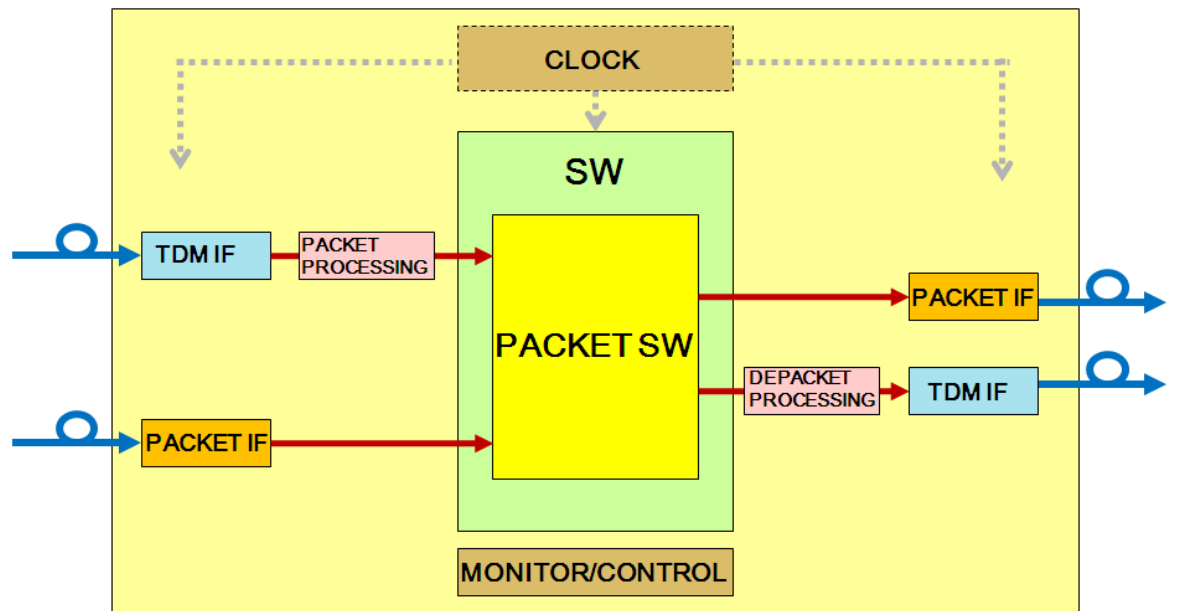 CLOCK
SW
TDM IF
PACKET
PROCESSING
PACKET IF
PACKET SW
DEPACKET
PROCESSING
TDM IF
PACKET IF
MONITOR/CONTROL